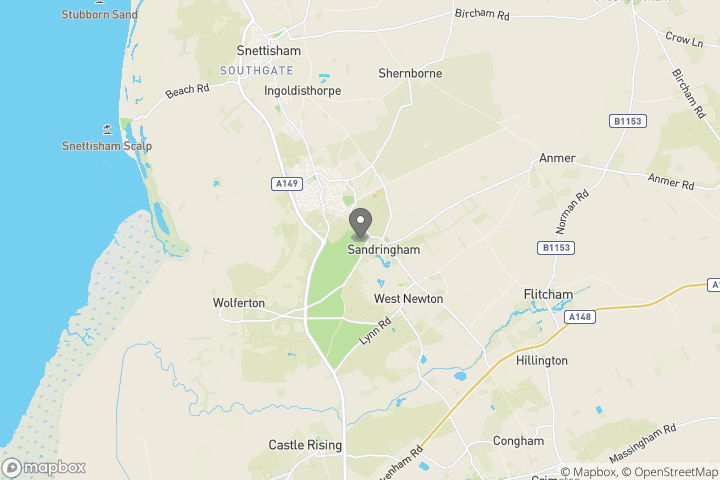 Stubborn Sand
Bircham Rd
Crow Ln
Snettisham
SOUTHGATE
Shernborne
Bircham Rd
Beach Rd
Ingoldisthorpe
B1153
Snettisham Scalp
Anmer
A149
Anmer Rd
Norman Rd
Sandringham
B1153
Wolferton
West Newton
Flitcham
A148
Lynn Rd
Hillington
Castle Rising
Congham
Massingham Rd
mapbox
© Mapbox, © OpenStreetMap